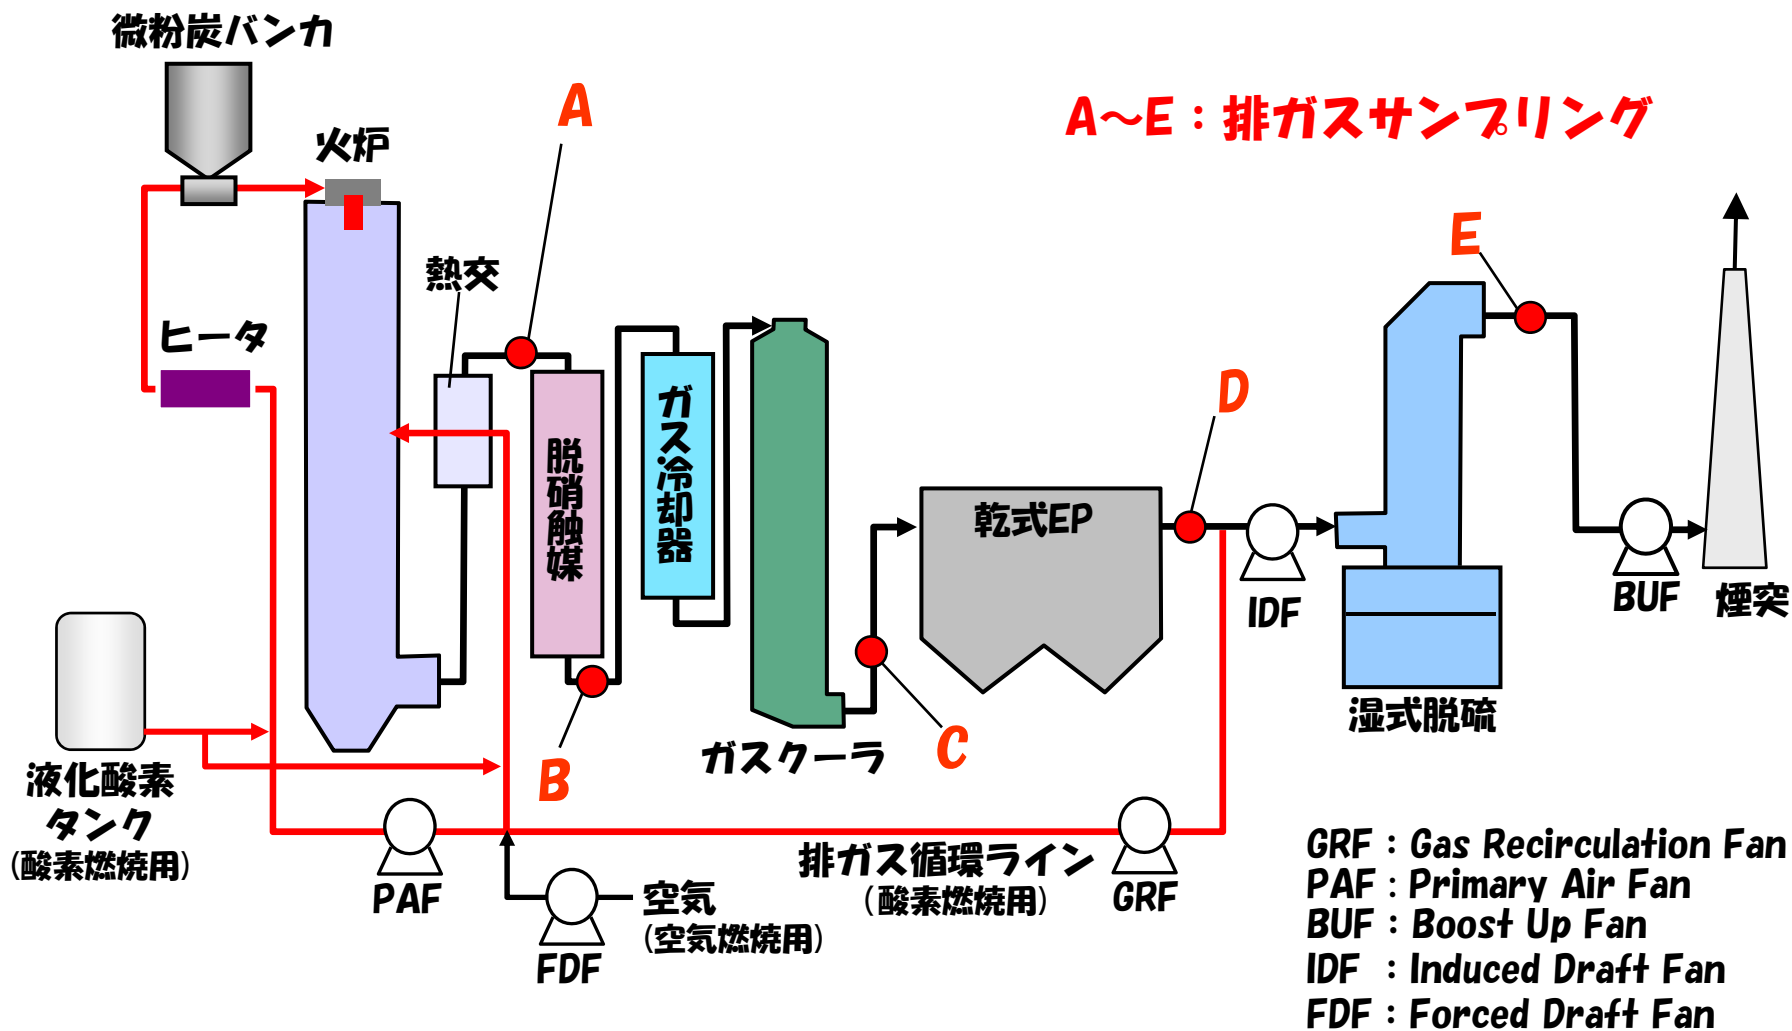 微粉炭バンカ
A
A～E：排ガスサンプリング
火炉
E
熱交
ヒータ
D
ガス冷却器
脱硝触媒
乾式EP
IDF
BUF
煙突
湿式脱硫
C
ガスクーラ
B
液化酸素
タンク
(酸素燃焼用)
PAF
排ガス循環ライン
(酸素燃焼用)
GRF
空気
(空気燃焼用)
FDF
GRF：Gas Recirculation Fan
PAF：Primary Air Fan
BUF：Boost Up Fan
IDF ：Induced Draft Fan
FDF：Forced Draft Fan